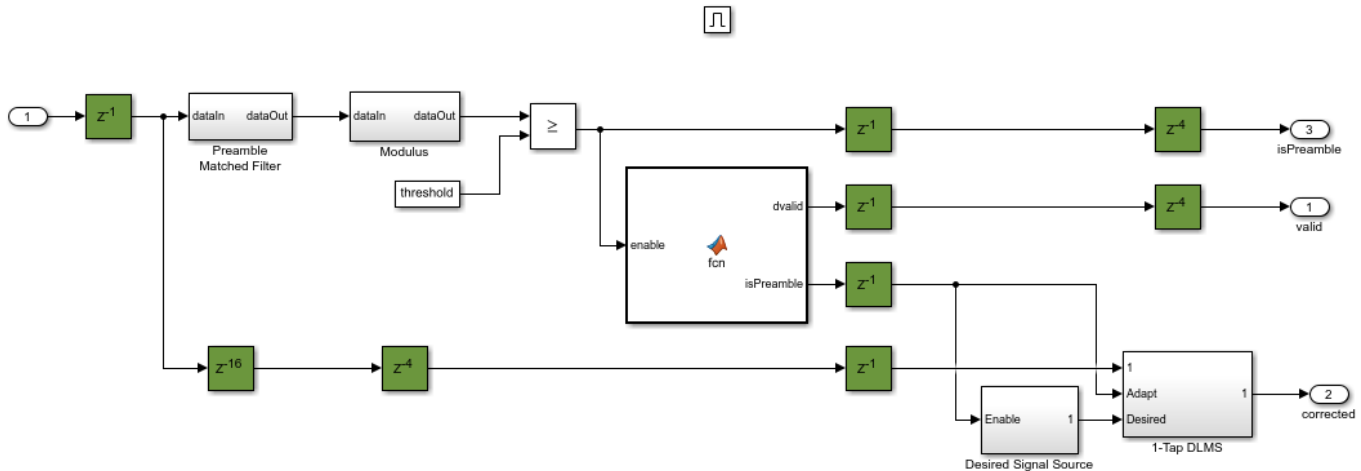 1
z-1
dataIn
dataOut
Preamble
Matched Filter
dataIn
dataOut
Modulus
≥
threshold
z-1
z-4
3
isPreamble
enable
dvalid
isPreamble
fcn
z-1
z-4
1
valid
z-1
z-16
z-4
z-1
Enable
1
Desired Signal Source
1
Adapt
Desired
1
1-Tap DLMS
2
corrected